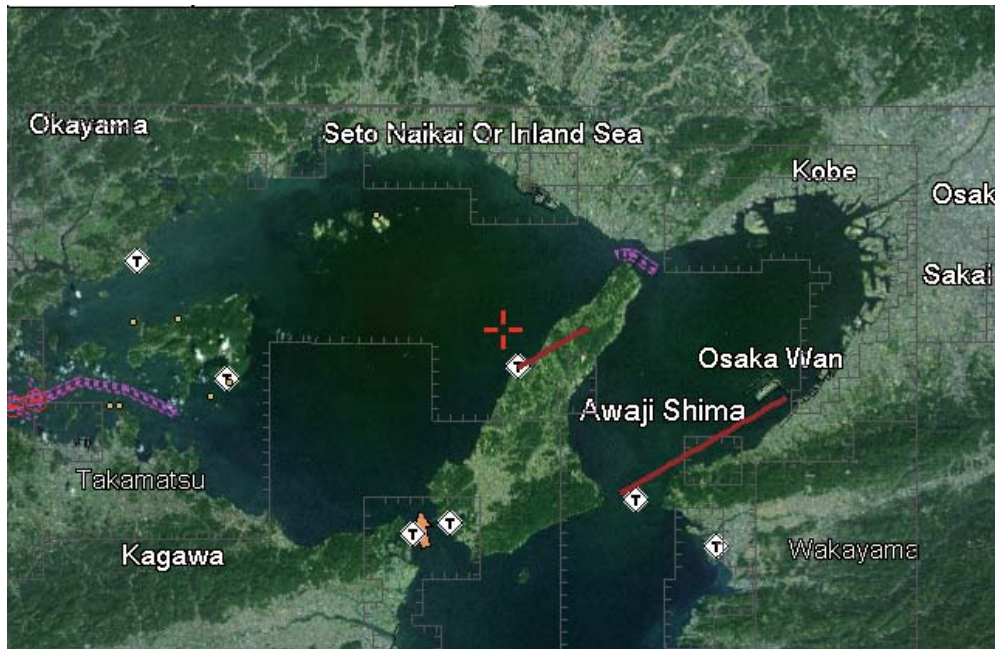 Okayama
Seto Naikai Or Inland Sea
Kobe
Osak
Sakai
T
T
T
Osaka Wan
Awaji Shima
Takamatsu
T
T
T
Kagawa
T
Wakayama